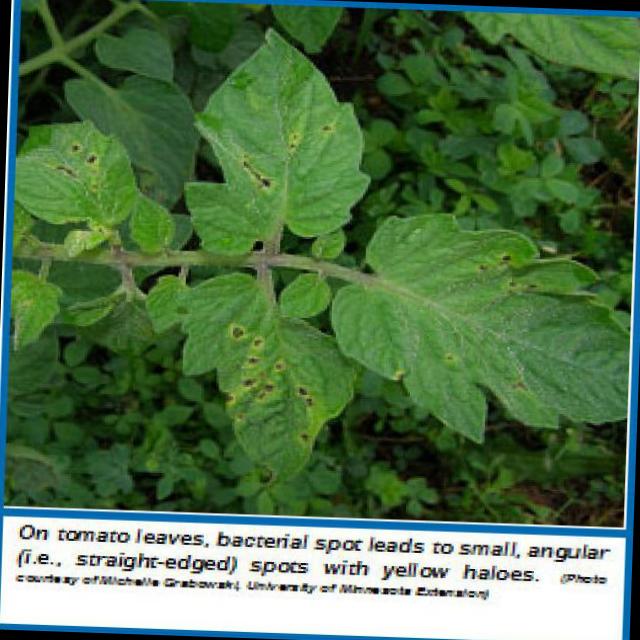 On tomato leaves, bacterial spot leads to small, angular
(i.e., straight-edged) spots with yellow haloes. (Photo
courtesy of Michelle Grabowski, University of Minnesota Extension)